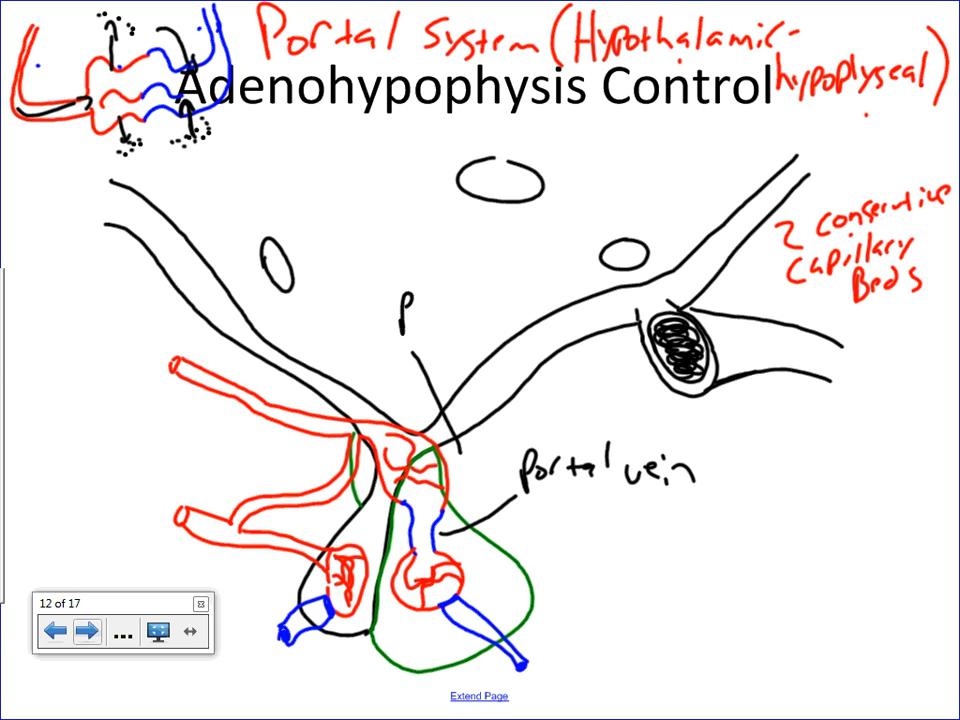 Portal System (Hypothalamic-
hypophyseal)
Adenohypophysis Control
2 consecutive
Capillary
Beds
P
portal vein
12 of 17
...
Extend Page